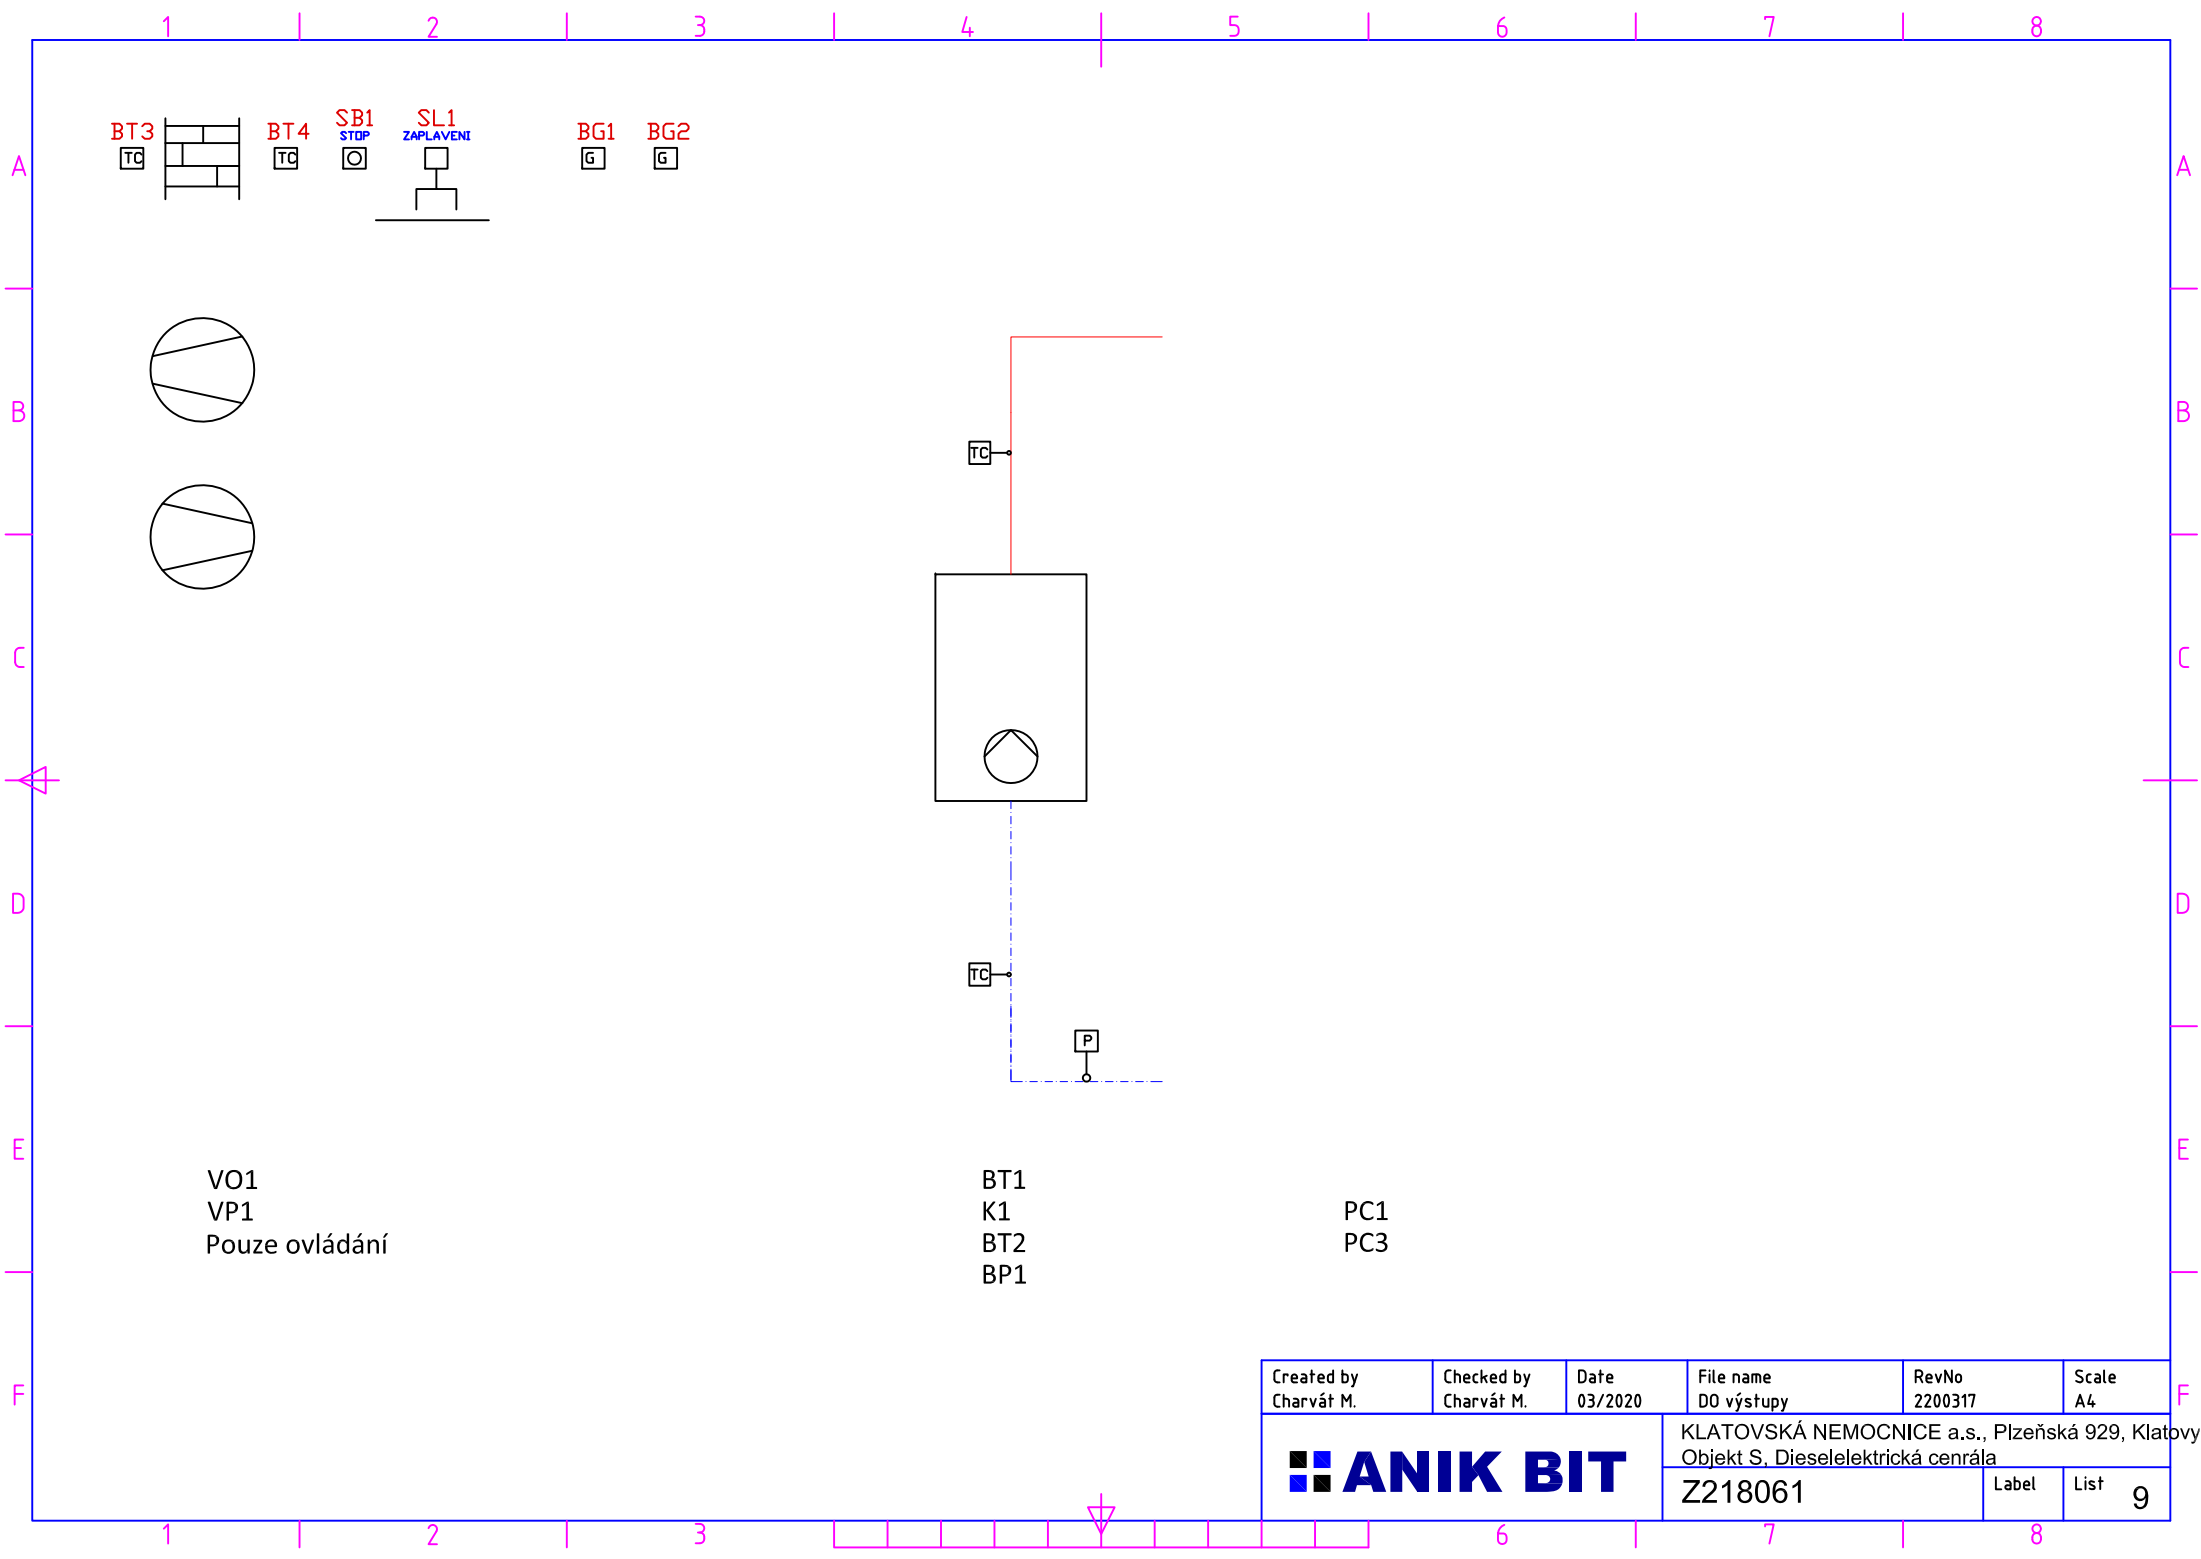 1 2 3 4 5 6 7 8
BT3 BT4 SB1 SL1 BG1 BG2
STOP ZAPLAVENI
TC TC G G
A A
B B
TC
C C
D D
TC
P
E E
VO1 BT1
VP1 K1 PC1
Pouze ovládání BT2 PC3
BP1
F F
Created by Checked by Date File name RevNo Scale
Charvát M. Charvát M. 03/2020 DO výstupy 2200317 A4
KLATOVSKÁ NEMOCNICE a.s., Plzeňská 929, Klatovy
Objekt S, Dieselelektrická cenrála
ANIK BIT
Z218061 Label List 9
1 2 3 6 7 8